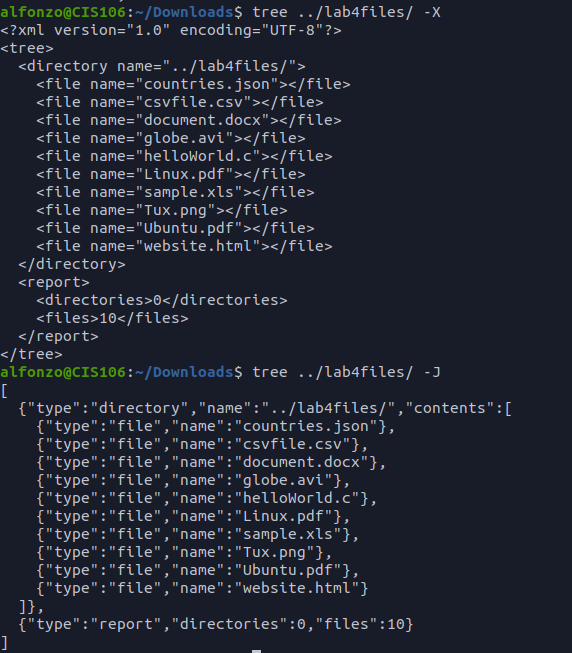 alfonzo@CIS106:~/Downloads$ tree ../lab4files/ -X
<?xml version="1.0" encoding="UTF-8"?>
<tree>
  <directory name="../lab4files/">
    <file name="countries.json"></file>
    <file name="csvfile.csv"></file>
    <file name="document.docx"></file>
    <file name="globe.avi"></file>
    <file name="helloWorld.c"></file>
    <file name="Linux.pdf"></file>
    <file name="sample.xls"></file>
    <file name="Tux.png"></file>
    <file name="Ubuntu.pdf"></file>
    <file name="website.html"></file>
  </directory>
  <report>
    <directories>0</directories>
    <files>10</files>
  </report>
</tree>
alfonzo@CIS106:~/Downloads$ tree ../lab4files/ -J
[
  {"type":"directory","name":"../lab4files/","contents":[
    {"type":"file","name":"countries.json"},
    {"type":"file","name":"csvfile.csv"},
    {"type":"file","name":"document.docx"},
    {"type":"file","name":"globe.avi"},
    {"type":"file","name":"helloWorld.c"},
    {"type":"file","name":"Linux.pdf"},
    {"type":"file","name":"sample.xls"},
    {"type":"file","name":"Tux.png"},
    {"type":"file","name":"Ubuntu.pdf"},
    {"type":"file","name":"website.html"}
  ]},
  {"type":"report","directories":0,"files":10}
]